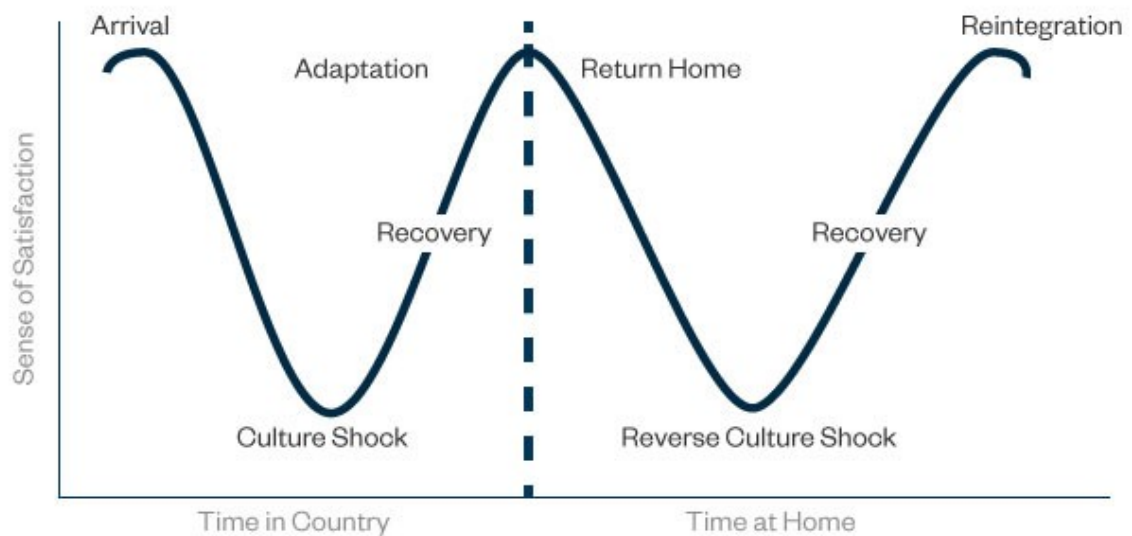 Arrival
Reintegration
Adaptation
Return Home
Sense of Satisfaction
Recovery
Recovery
Culture Shock
Reverse Culture Shock
Time in Country
Time at Home